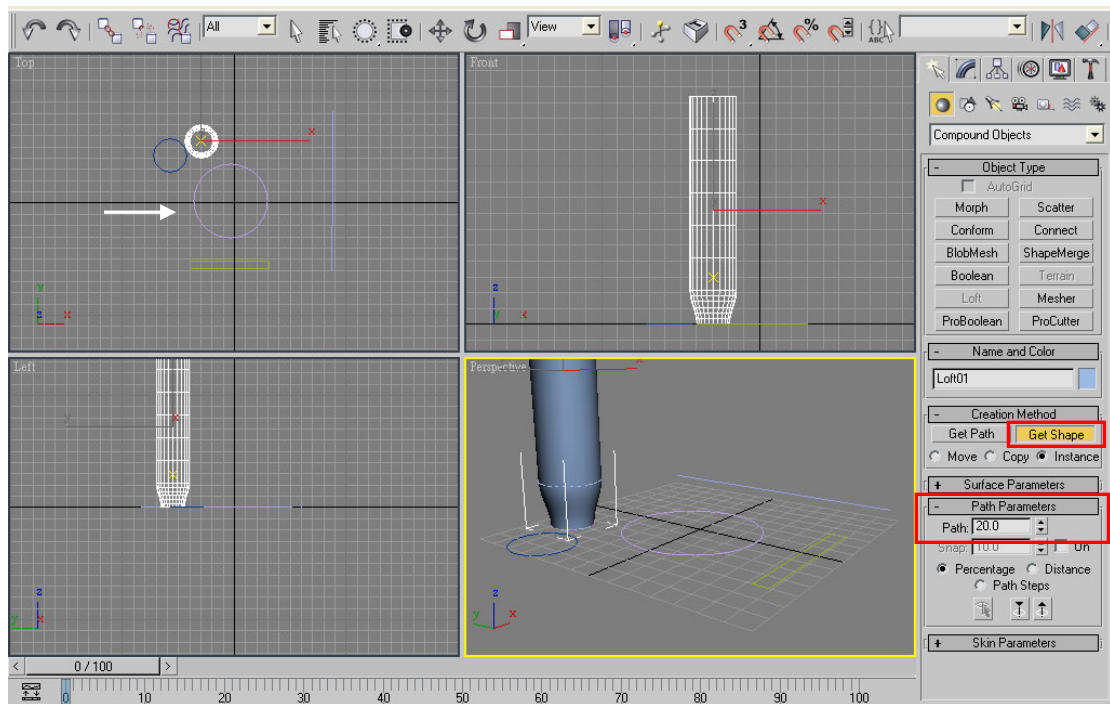 All
View
3
%
ABC
Top
x
y
z x
Front
x
z
y x
Left
y x
z
y x
Perspective
x
z
y x
Compound Objects
- Object Type
AutoGrid
Morph Scatter
Conform Connect
BlobMesh ShapeMerge
Boolean Terrain
Loft Mesher
ProBoolean ProCutter
- Name and Color
Loft01
- Creation Method
Get Path Get Shape
Move Copy Instance
+ Surface Parameters
- Path Parameters
Path: 20.0
Snap: 10.0 On
Percentage Distance
Path Steps
+ Skin Parameters
< 0 / 100 >
0 10 20 30 40 50 60 70 80 90 100